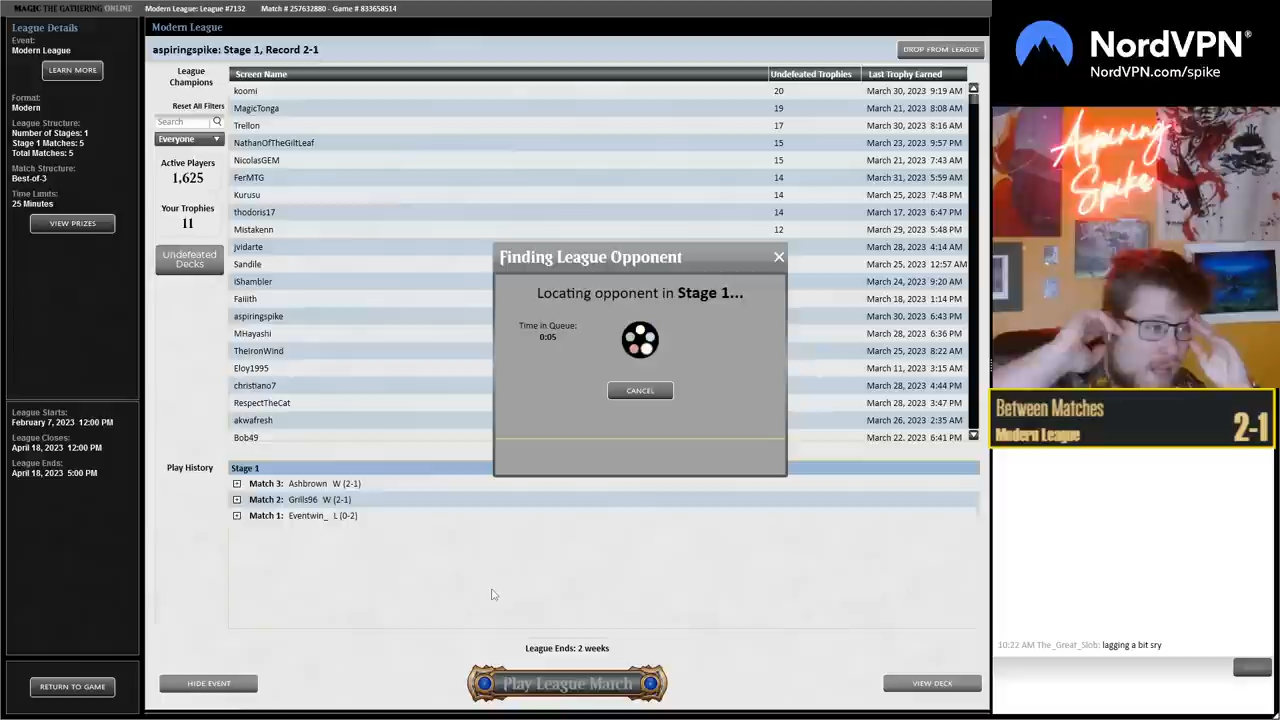 MAGIC THE GATHERING ONLINE
Modern League: League #7132
Match # 257632880 - Game # 833658514
League Details
Event:
Modern League
LEARN MORE
Format:
Modern
League Structure:
Number of Stages: 1
Stage 1 Matches: 5
Total Matches: 5
Match Structure:
Best-of-3
Time Limits:
25 Minutes
VIEW PRIZES
League Starts:
February 7, 2023 12:00 PM
League Closes:
April 18, 2023 12:00 PM
League Ends:
April 18, 2023 5:00 PM
RETURN TO GAME
Modern League
aspiringspike: Stage 1, Record 2-1
DROP FROM LEAGUE
League
Champions
Reset All Filters
Search
Everyone
Active Players
1,625
Your Trophies
11
Undefeated
Decks
Screen Name Undefeated Trophies Last Trophy Earned
koomi 20 March 30, 2023 9:19 AM
MagicTonga 19 March 21, 2023 8:08 AM
Trellon 17 March 30, 2023 8:16 AM
NathanOfTheGiltLeaf 15 March 23, 2023 9:57 AM
NicolasGEM 15 March 21, 2023 7:43 AM
FerMTG 14 March 31, 2023 5:59 AM
Kurusu 14 March 25, 2023 7:48 PM
thodoris17 14 March 17, 2023 6:47 PM
Mistakenn 12 March 29, 2023 5:48 PM
jvidarte March 28, 2023 4:14 AM
Sandile March 25, 2023 12:57 AM
iShambler March 24, 2023 9:20 AM
Faiiith March 18, 2023 1:14 PM
aspiringspike March 30, 2023 6:43 PM
MHayashi March 28, 2023 6:36 PM
TheIronWind March 25, 2023 8:22 AM
Eloy1995 March 11, 2023 3:15 AM
christiano7 March 28, 2023 4:44 PM
RespectTheCat March 28, 2023 3:47 PM
akwafresh March 26, 2023 2:35 AM
Bob49 March 22, 2023 6:41 PM
Finding League Opponent
Locating opponent in Stage 1...
Time in Queue:
0:05
CANCEL
Play History
Stage 1
Match 3: Ashbrown W (2-1)
Match 2: Grills96 W (2-1)
Match 1: Eventwin_ L (0-2)
League Ends: 2 weeks
HIDE EVENT
Play League Match
VIEW DECK
NordVPN®
NordVPN.com/spike
Aspiring
Spike
Between Matches
Modern League
2-1
10:22 AM The_Great_Slob: lagging a bit sry